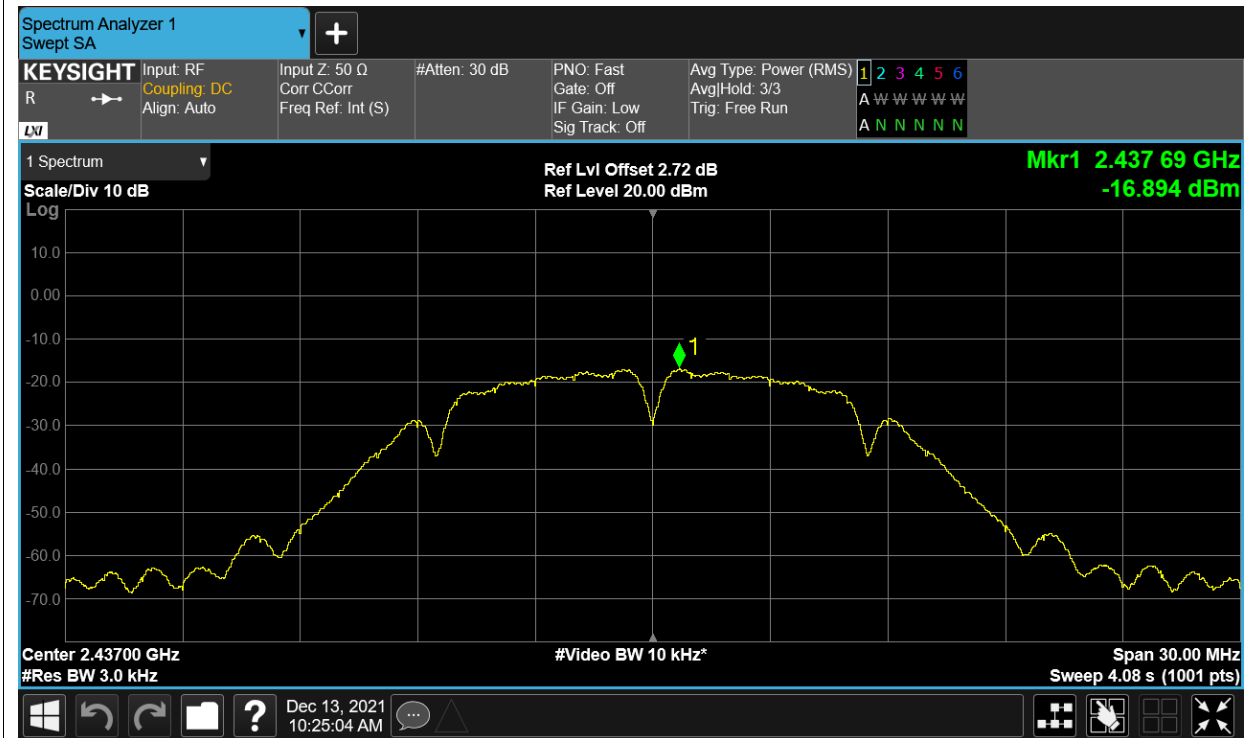 Spectrum Analyzer 1
Swept SA
+
KEYSIGHT
R
LXI
Input: RF
Coupling: DC
Align: Auto
Input Z: 50 Ω
Corr CCorr
Freq Ref: Int (S)
#Atten: 30 dB
PNO: Fast
Gate: Off
IF Gain: Low
Sig Track: Off
Avg Type: Power (RMS)
Avg|Hold: 3/3
Trig: Free Run
1 2 3 4 5 6
A W W W W W
A N N N N N
1 Spectrum
Scale/Div 10 dB
Log
Ref Lvl Offset 2.72 dB
Ref Level 20.00 dBm
Mkr1 2.437 69 GHz
-16.894 dBm
10.0
0.00
-10.0
-20.0
-30.0
-40.0
-50.0
-60.0
-70.0
1
Center 2.43700 GHz
#Res BW 3.0 kHz
#Video BW 10 kHz*
Span 30.00 MHz
Sweep 4.08 s (1001 pts)
?
Dec 13, 2021
10:25:04 AM